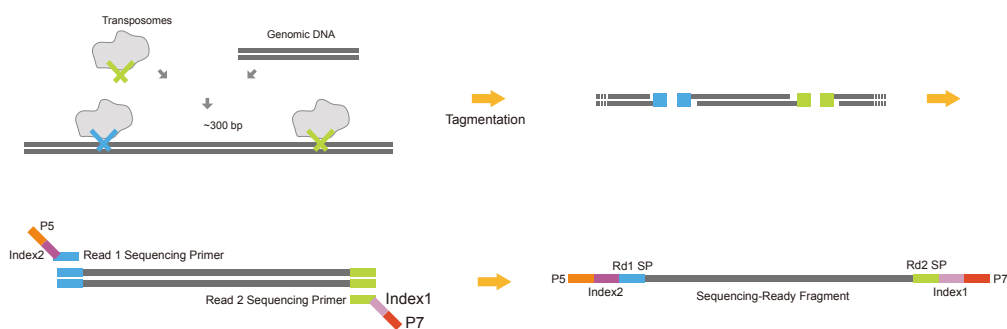 Transposomes
Genomic DNA
~300 bp
Tagmentation
P5
Index2
Read 1 Sequencing Primer
Read 2 Sequencing Primer
Index1
P7
Rd1 SP
Rd2 SP
P5
P7
Index2
Sequencing-Ready Fragment
Index1